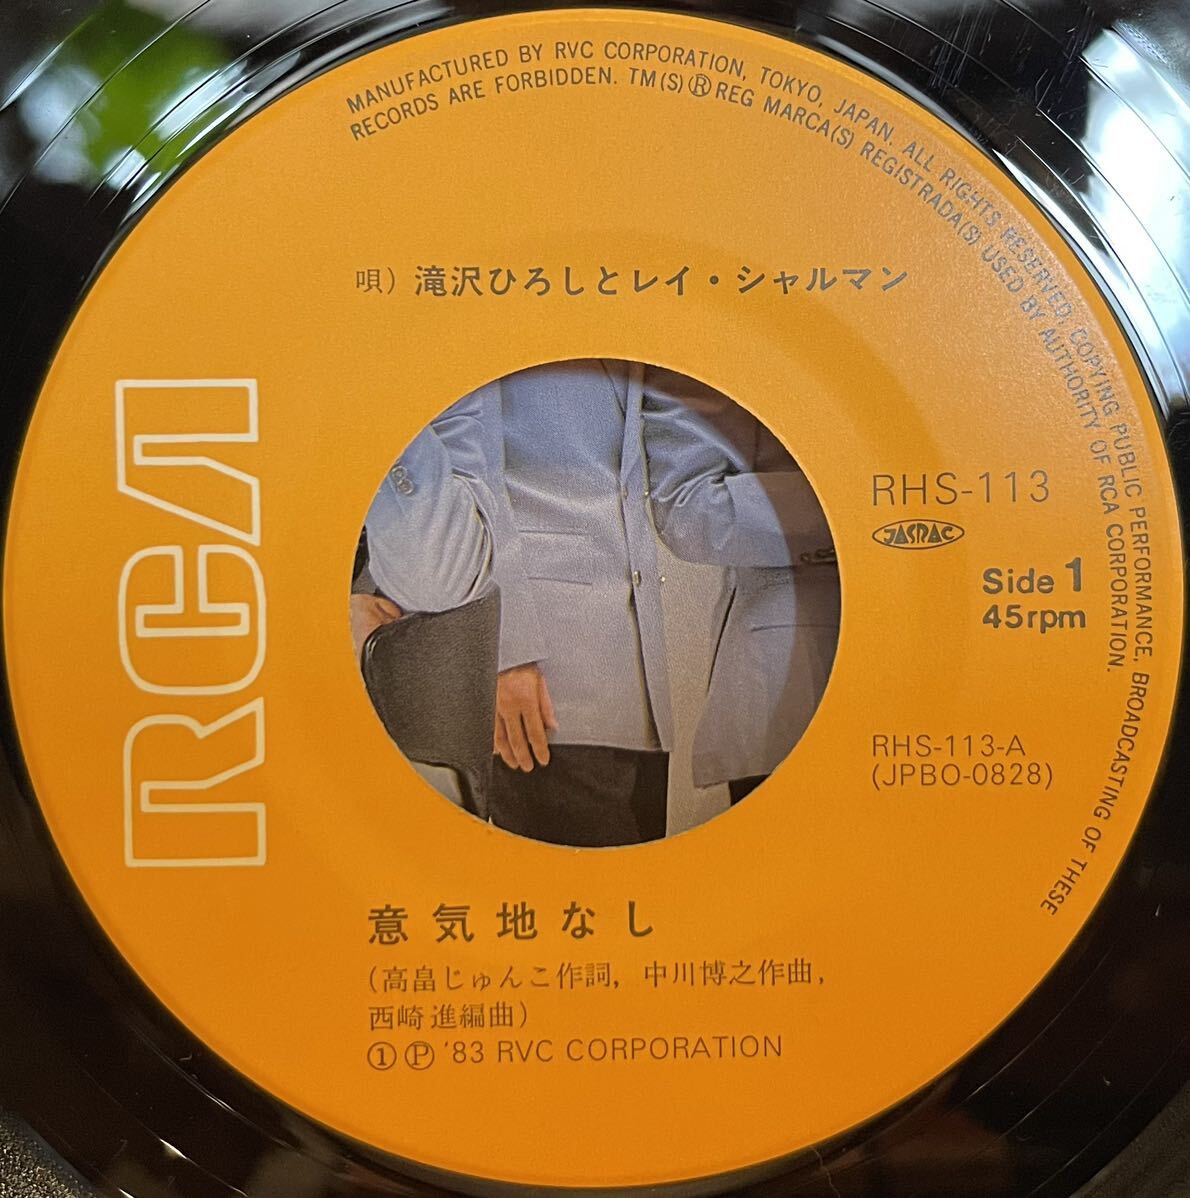 MANUFACTURED BY RVC CORPORATION, TOKYO, JAPAN. ALL RIGHTS RESERVED; COPYING PUBLIC PERFORMANCE, BROADCASTING OF THESE
RECORDS ARE FORBIDDEN. TM(S)ⓇREG MARCA(S) REGISTRADA(S) USED BY AUTHORITY OF RCA CORPORATION.
唄) 滝沢ひろしとレイ・シャルマン
RCA
RHS-113
JASRAC
Side 1
45rpm
RHS-113-A
(JPBO-0828)
意気地なし
(高畠じゅんこ作詞, 中川博之作曲,
西崎進編曲)
①Ⓟ '83 RVC CORPORATION